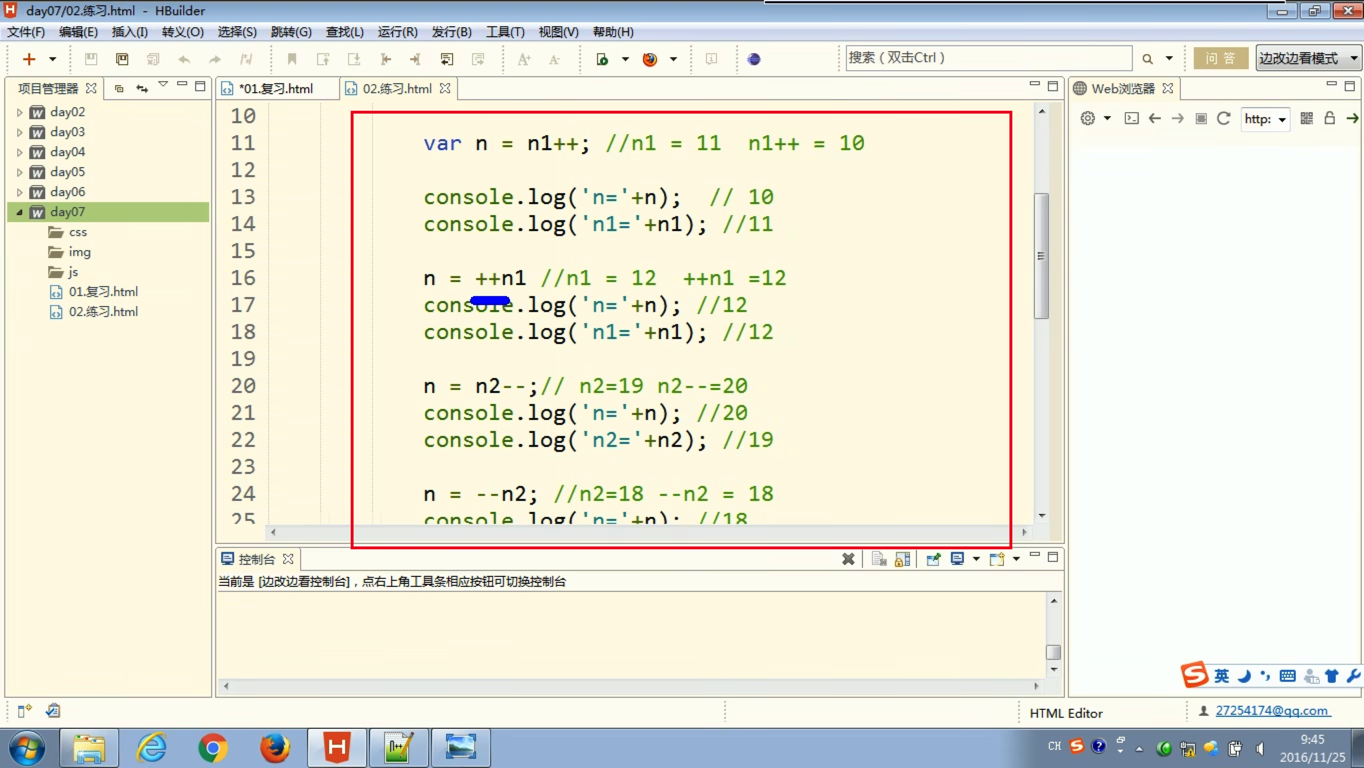 day07/02.练习.html - HBuilder
文件(F) 编辑(E) 插入(I) 转义(O) 选择(S) 跳转(G) 查找(L) 运行(R) 发行(B) 工具(T) 视图(V) 帮助(H)
搜索（双击Ctrl） 问答 边改边看模式
项目管理器 *01.复习.html 02.练习.html Web浏览器
http:
day02
day03
day04
day05
day06
day07
css
img
js
01.复习.html
02.练习.html
10
11 var n = n1++; //n1 = 11  n1++ = 10
12
13 console.log('n='+n);  // 10
14 console.log('n1='+n1); //11
15
16 n = ++n1 //n1 = 12  ++n1 =12
17 console.log('n='+n); //12
18 console.log('n1='+n1); //12
19
20 n = n2--;// n2=19 n2--=20
21 console.log('n='+n); //20
22 console.log('n2='+n2); //19
23
24 n = --n2; //n2=18 --n2 = 18
25 console.log('n='+n); //18
控制台
当前是 [边改边看控制台]，点右上角工具条相应按钮可切换控制台
英
HTML Editor 27254174@qq.com
CH 9:45
2016/11/25